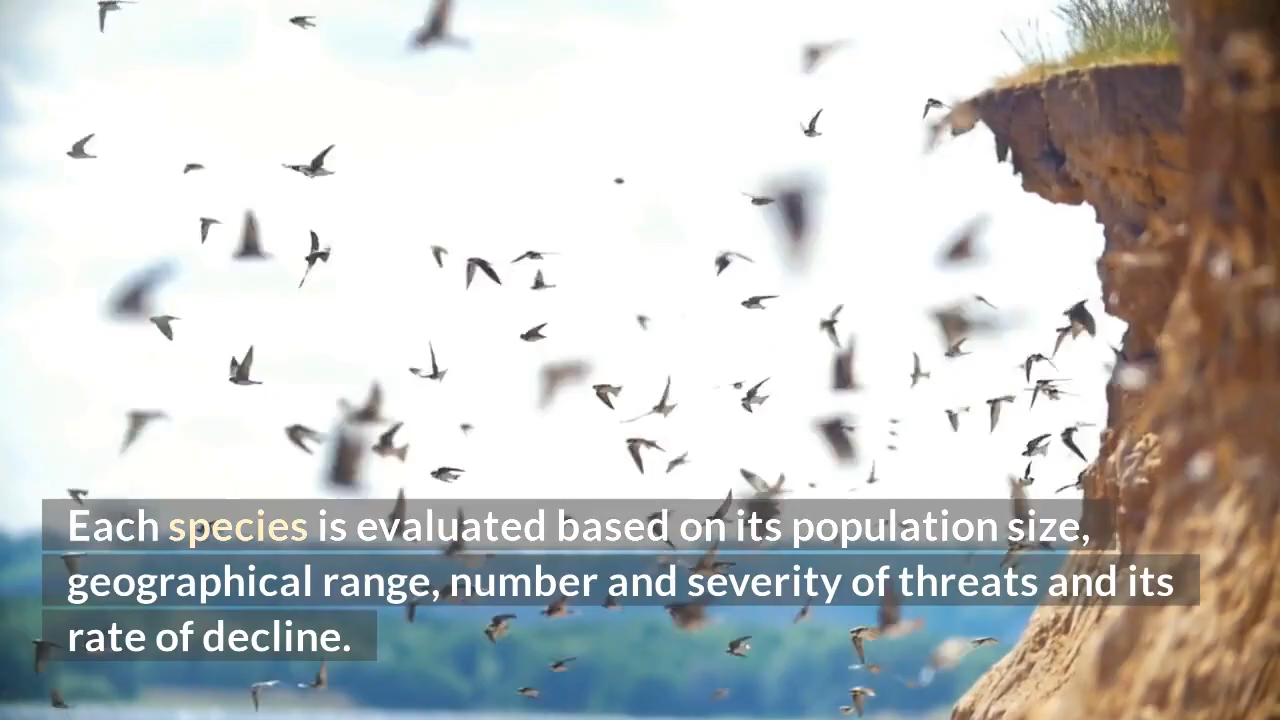 Each species is evaluated based on its population size,
geographical range, number and severity of threats and its
rate of decline.